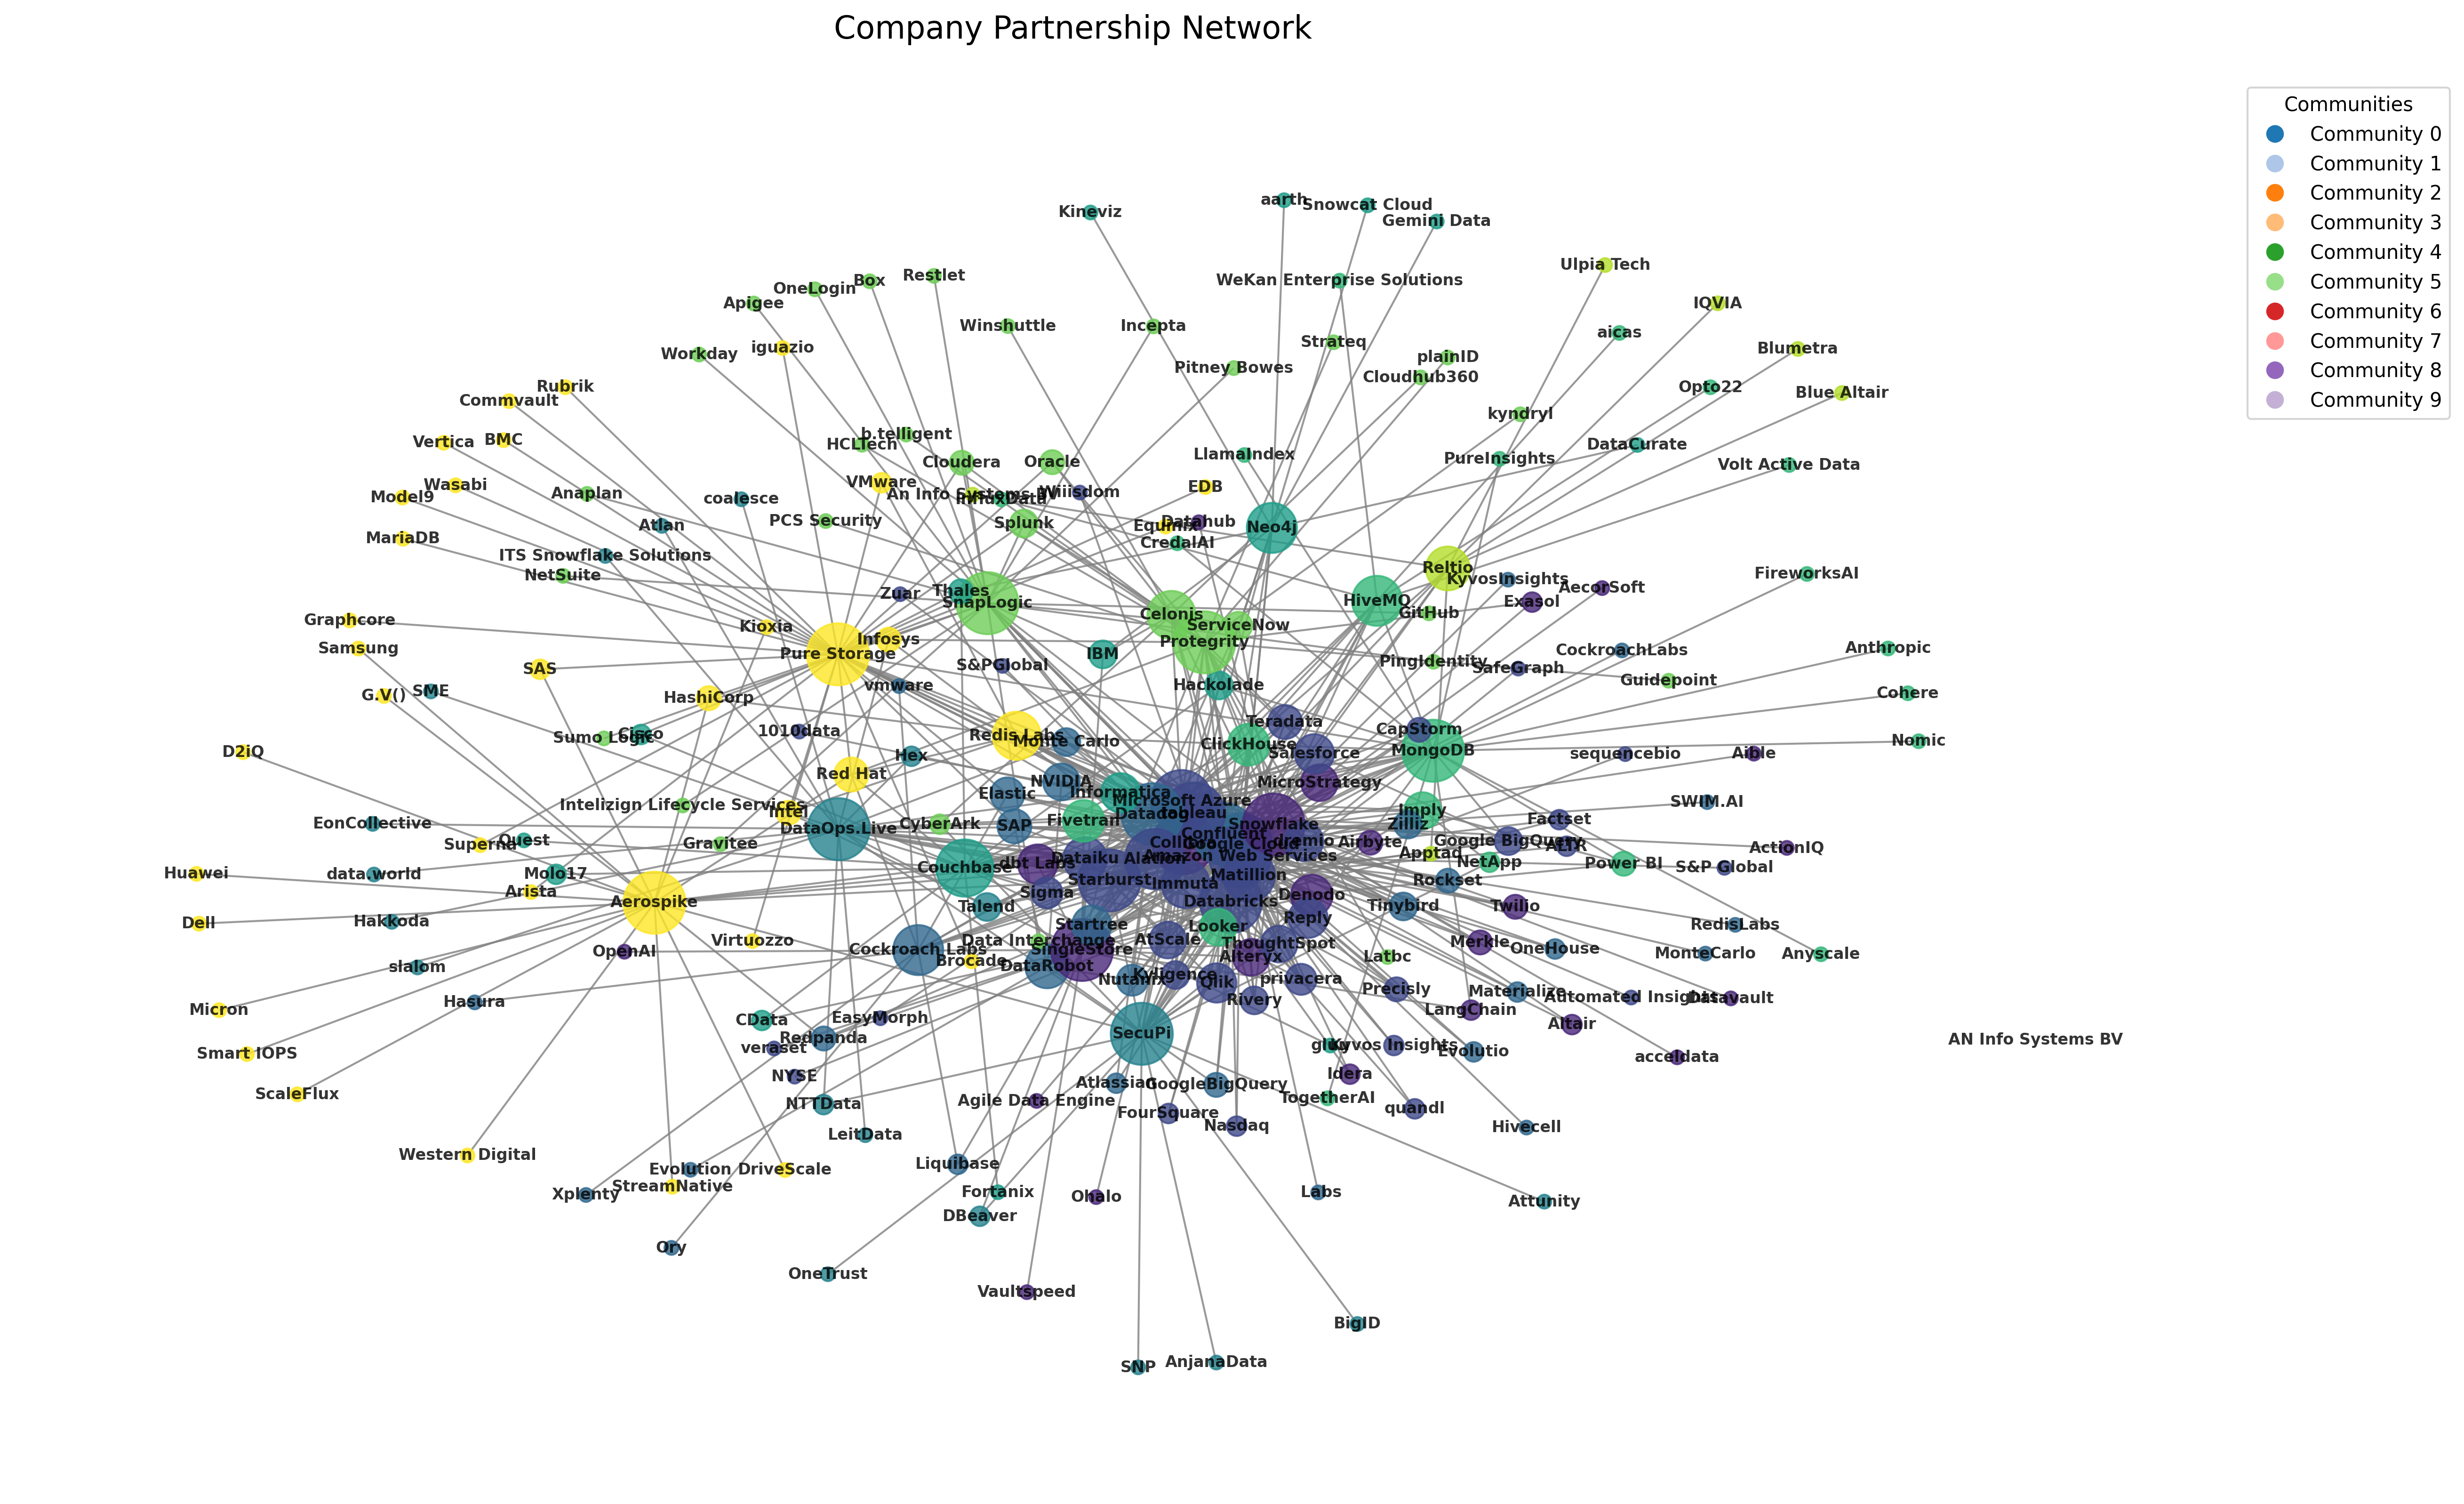 Company Partnership Network
Communities
Community 0
Community 1
Community 2
Community 3
Community 4
Community 5
Community 6
Community 7
Community 8
Community 9
aarth
Snowcat Cloud
Kineviz
Gemini Data
Ulpia Tech
Restlet
Box
WeKan Enterprise Solutions
OneLogin
Apigee
IQVIA
Winshuttle
Incepta
aicas
Strateq
iguazio
Blumetra
Workday
plainID
Pitney Bowes
Cloudhub360
Rubrik
Opto22
Blue Altair
Commvault
kyndryl
b.telligent
BMC
Vertica
HCLTech
DataCurate
LlamaIndex
PureInsights
Cloudera
Oracle
Volt Active Data
VMware
Wasabi
EDB
Wiiisdom
Anaplan
An Info Systems BV
Model9
coalesce
InfluxData
PCS Security
Datahub
Splunk
Equinix
Atlan
Neo4j
MariaDB
CredalAI
ITS Snowflake Solutions
Reltio
FireworksAI
NetSuite
KyvosInsights
AecorSoft
Thales
Zuar
HiveMQ
Exasol
SnapLogic
Celonis
GitHub
Graphcore
ServiceNow
Kioxia
Infosys
Protegrity
Samsung
Anthropic
CockroachLabs
Pure Storage
IBM
PingIdentity
S&PGlobal
SafeGraph
SAS
Guidepoint
vmware
Hackolade
SME
Cohere
G.V()
HashiCorp
Teradata
CapStorm
1010data
Cisco
Redis Labs
Sumo Logic
Nomic
Monte Carlo
ClickHouse
MongoDB
D2iQ
Salesforce
sequencebio
Aible
Hex
Red Hat
NVIDIA
MicroStrategy
Informatica
Elastic
Microsoft Azure
SWIM.AI
Intelizign Lifecycle Services
Imply
Intel
Datadog
tableau
Factset
Fivetran
EonCollective
CyberArk
Zilliz
SAP
Snowflake
DataOps.Live
Confluent
Quest
Google BigQuery
dremio
Airbyte
Collibra
Google Cloud
Superna
Gravitee
ALTR
ActionIQ
Apptad
Amazon Web Services
Dataiku
Alation
NetApp
dbt Labs
Power BI
Couchbase
S&P Global
Huawei
data.world
Molo17
Matillion
Starburst
Rockset
Immuta
Arista
Sigma
Denodo
Aerospike
Databricks
Talend
Tinybird
Twilio
Reply
Hakkoda
Dell
Startree
RedisLabs
Looker
Virtuozzo
Data Interchange
AtScale
Merkle
ThoughtSpot
OneHouse
Cockroach Labs
SingleStore
OpenAI
MonteCarlo
Anyscale
Alteryx
Latbc
Brocade
DataRobot
slalom
Kyligence
Nutanix
privacera
Qlik
Precisly
Materialize
Automated Insights
Datavault
Rivery
Hasura
LangChain
Micron
EasyMorph
CData
Altair
SecuPi
Redpanda
AN Info Systems BV
veraset
Kyvos Insights
Evolutio
Smart IOPS
acceldata
Idera
NYSE
Atlassian
GoogleBigQuery
ScaleFlux
TogetherAI
Agile Data Engine
NTTData
quandl
FourSquare
Nasdaq
Hivecell
LeitData
Western Digital
Liquibase
Evolution
DriveScale
StreamNative
Xplenty
Fortanix
Ohalo
Labs
Attunity
DBeaver
Ory
OneTrust
Vaultspeed
BigID
AnjanaData
SNP